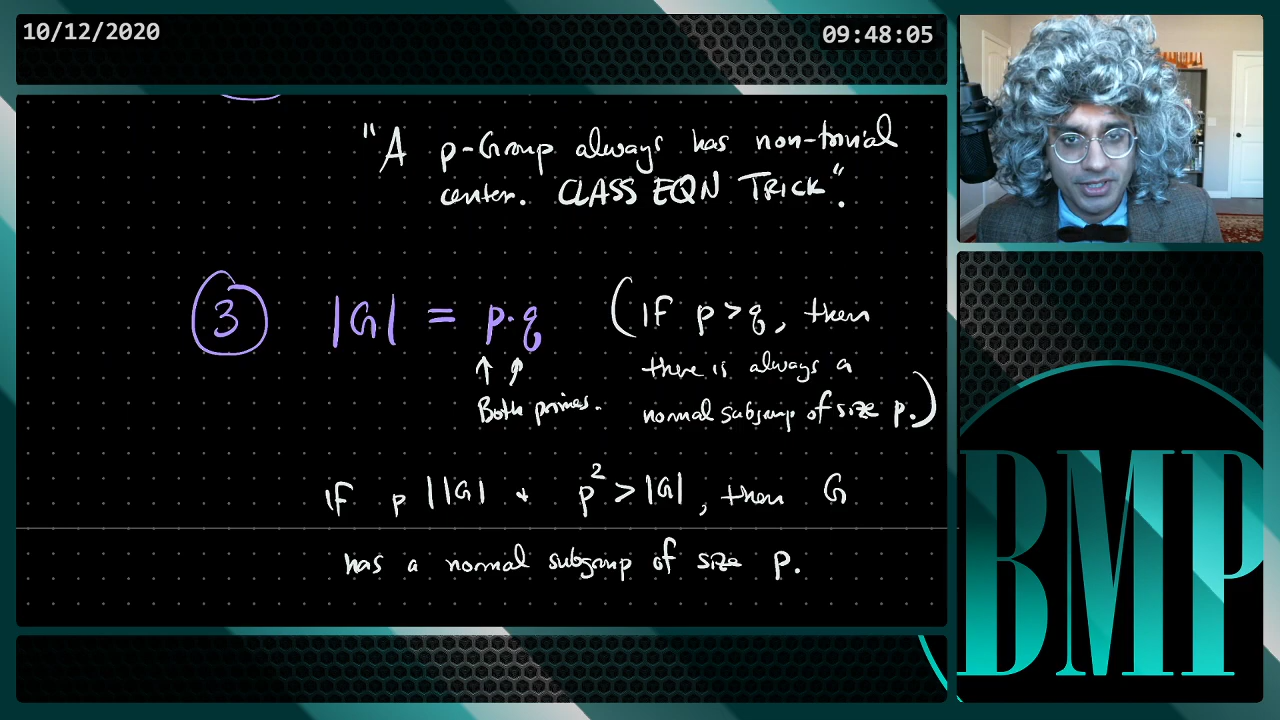 10/12/2020
09:48:05
"A p-Group always has non-trivial
center. CLASS EQN TRICK".
3 |G| = p·q (IF p > q, then
there is always a
Both primes. normal subgroup of size p.)
IF p | |G| + p² > |G|, then G
has a normal subgroup of size p.
BMP